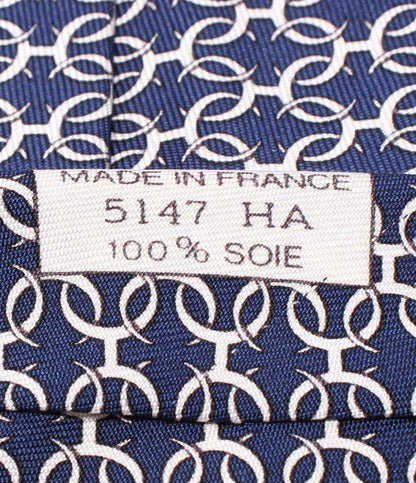 MADE IN FRANCE
5147 HA
100% SOIE